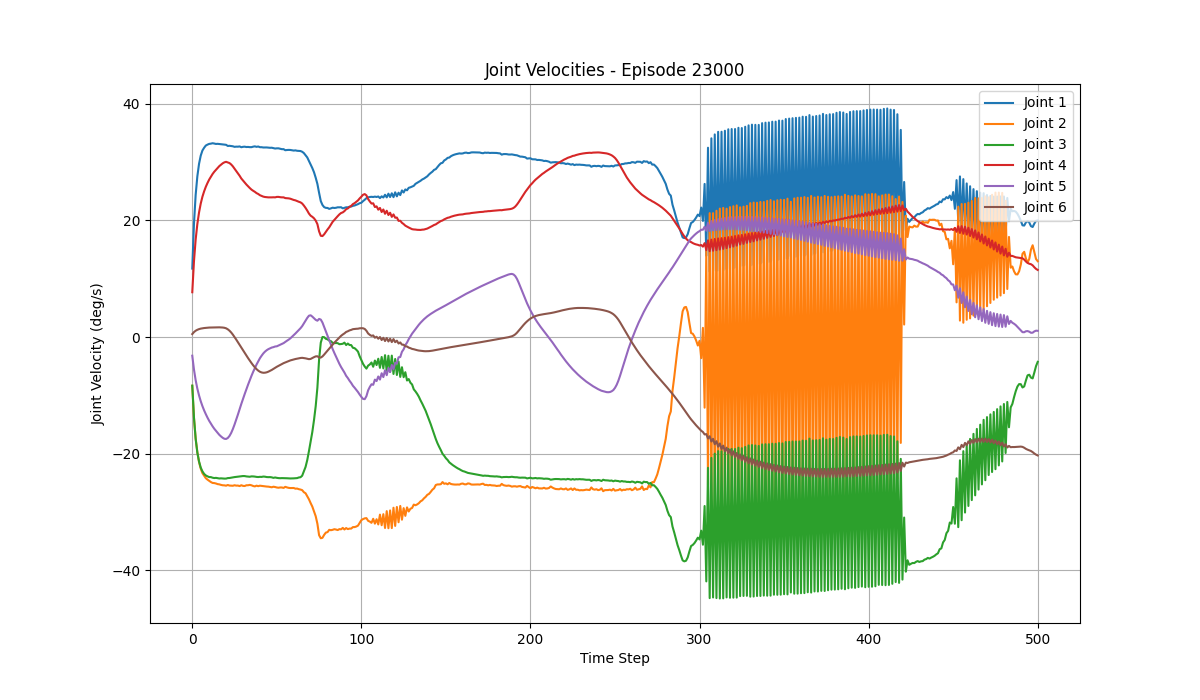 Joint Velocities - Episode 23000
Joint Velocity (deg/s)
40
20
0
−20
−40
0
100
200
300
400
500
Time Step
Joint 1
Joint 2
Joint 3
Joint 4
Joint 5
Joint 6